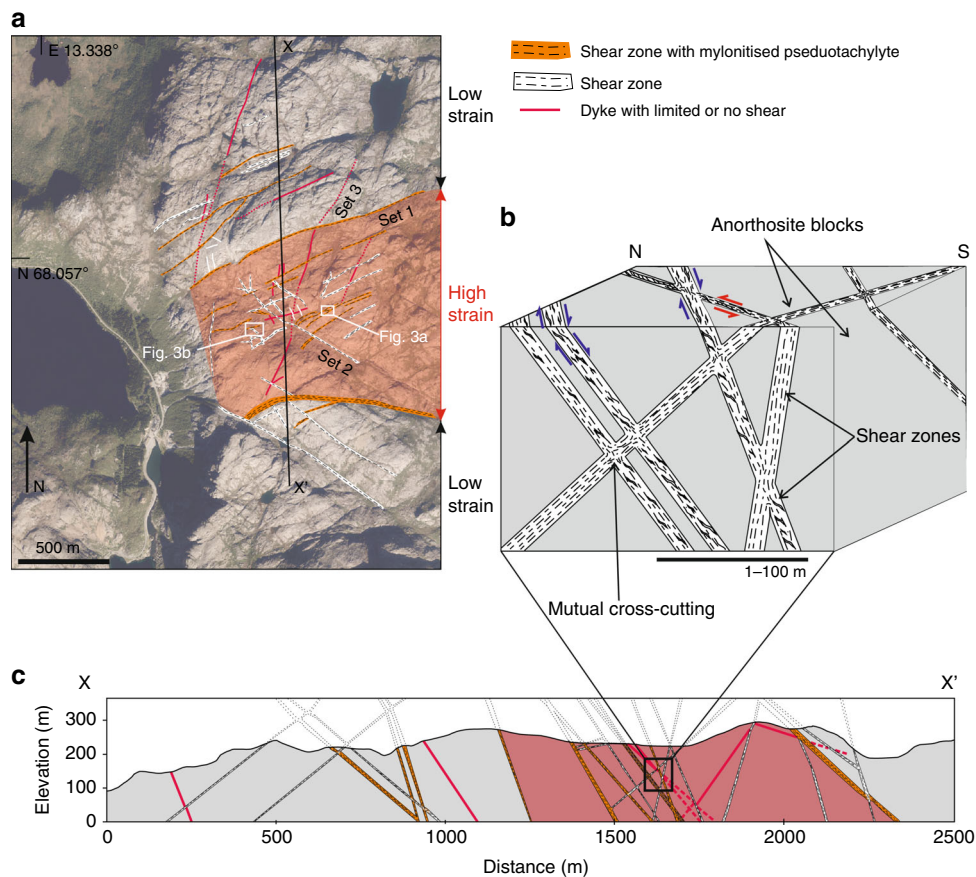 a
E 13.338°
X
Low
strain
Set 3
Set 1
N 68.057°
High
strain
Fig. 3b
Fig. 3a
Set 2
N
X'
Low
strain
500 m
Shear zone with mylonitised pseduotachylyte
Shear zone
Dyke with limited or no shear
b
Anorthosite blocks
N
S
Shear zones
1–100 m
Mutual cross-cutting
c
X
X'
Elevation (m)
300
200
100
0
0
500
1000
1500
2000
2500
Distance (m)